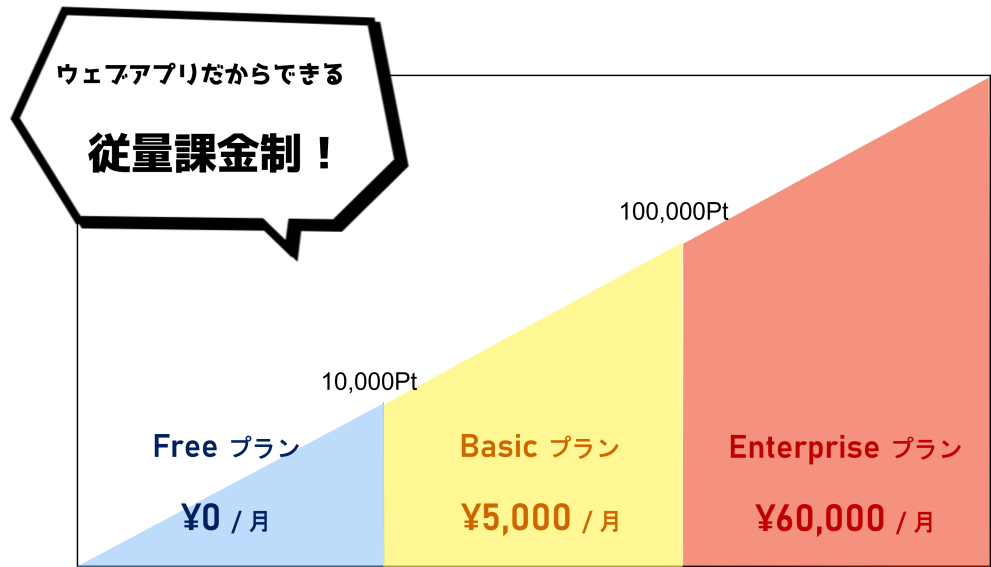 ウェブアプリだからできる
従量課金制！
100,000Pt
10,000Pt
Free プラン
¥0 / 月
Basic プラン
¥5,000 / 月
Enterprise プラン
¥60,000 / 月